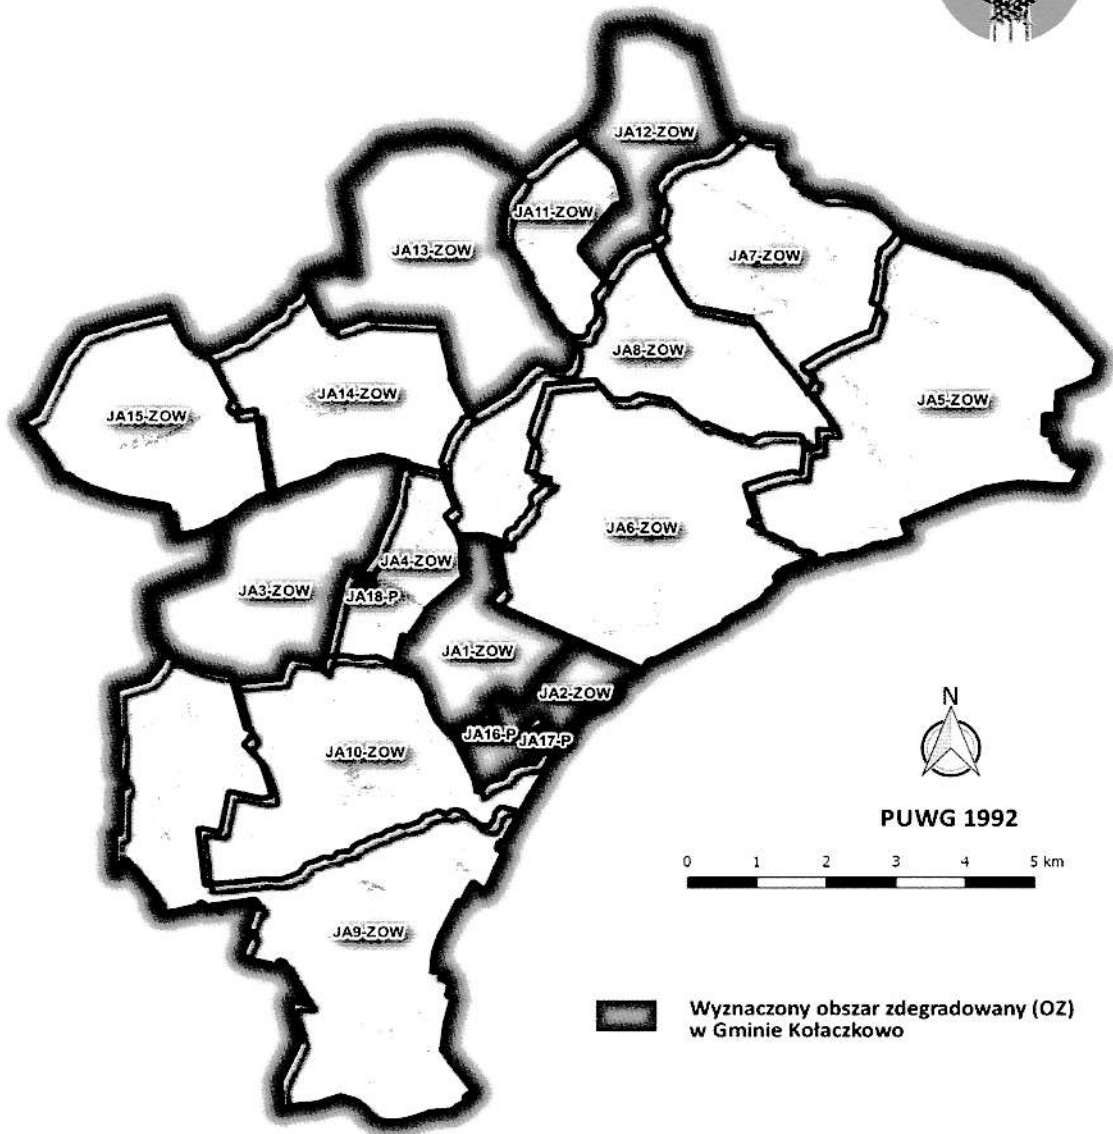 JA12-ZOW
JA11-ZOW
JA13-ZOW
JA7-ZOW
JA8-ZOW
JA14-ZOW
JA15-ZOW
JA5-ZOW
JA6-ZOW
JA4-ZOW
JA3-ZOW
JA18-P
JA1-ZOW
JA2-ZOW
JA16-P
JA17-P
JA10-ZOW
JA9-ZOW
N
PUWG 1992
0 1 2 3 4 5 km
Wyznaczony obszar zdegradowany (OZ)
w Gminie Kołaczkowo